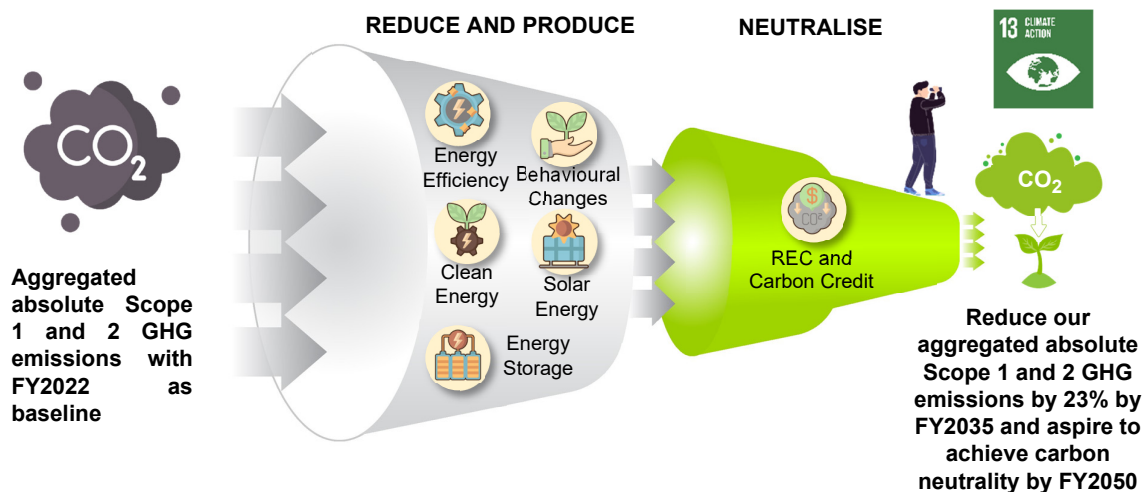 REDUCE AND PRODUCE
NEUTRALISE
13 CLIMATE
ACTION
CO2
Aggregated
absolute Scope
1 and 2 GHG
emissions with
FY2022 as
baseline
Energy
Efficiency
Behavioural
Changes
Clean
Energy
Solar
Energy
Energy
Storage
$
CO²
REC and
Carbon Credit
CO2
Reduce our
aggregated absolute
Scope 1 and 2 GHG
emissions by 23% by
FY2035 and aspire to
achieve carbon
neutrality by FY2050